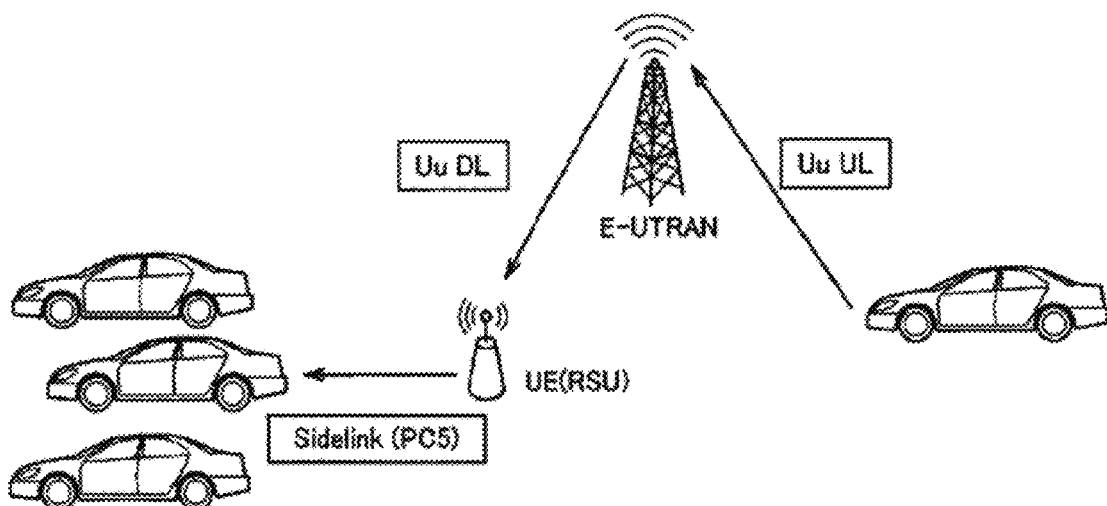 Uu DL
Uu UL
E-UTRAN
UE(RSU)
Sidelink (PC5)